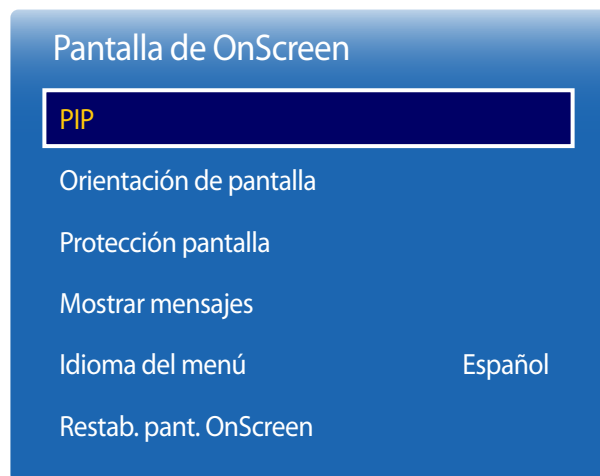 Pantalla de OnScreen
PIP
Orientación de pantalla
Protección pantalla
Mostrar mensajes
Idioma del menú Español
Restab. pant. OnScreen